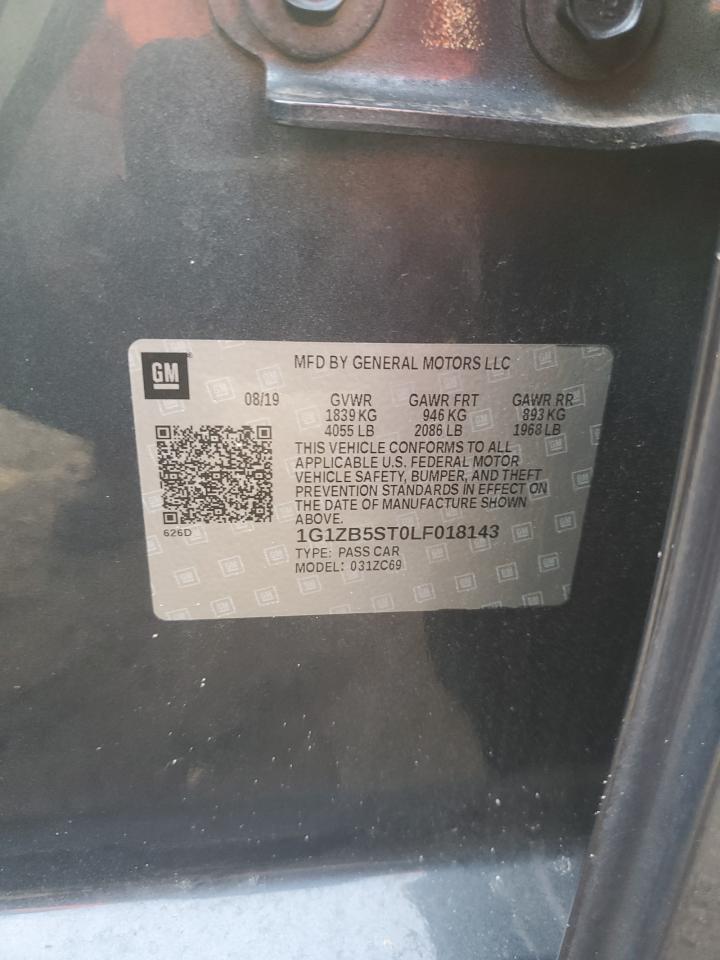 GM
MFD BY GENERAL MOTORS LLC
08/19 GVWR GAWR FRT GAWR RR
1839 KG 946 KG 893 KG
4055 LB 2086 LB 1968 LB
THIS VEHICLE CONFORMS TO ALL
APPLICABLE U.S. FEDERAL MOTOR
VEHICLE SAFETY, BUMPER, AND THEFT
PREVENTION STANDARDS IN EFFECT ON
THE DATE OF MANUFACTURE SHOWN
ABOVE.
626D
1G1ZB5ST0LF018143
TYPE: PASS CAR
MODEL: 031ZC69